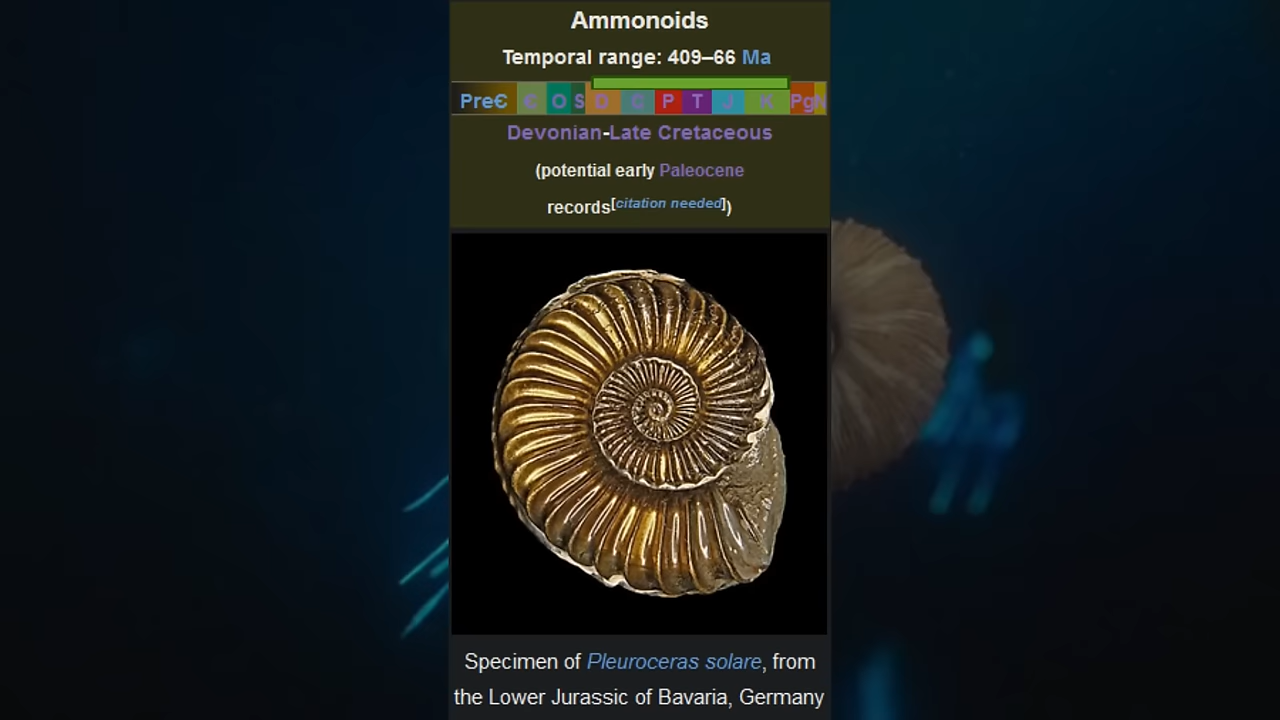 Ammonoids
Temporal range: 409–66 Ma
PreꞒ Ꞓ O S D C P T J K Pg N
Devonian-Late Cretaceous
(potential early Paleocene
records[citation needed])
Specimen of Pleuroceras solare, from
the Lower Jurassic of Bavaria, Germany